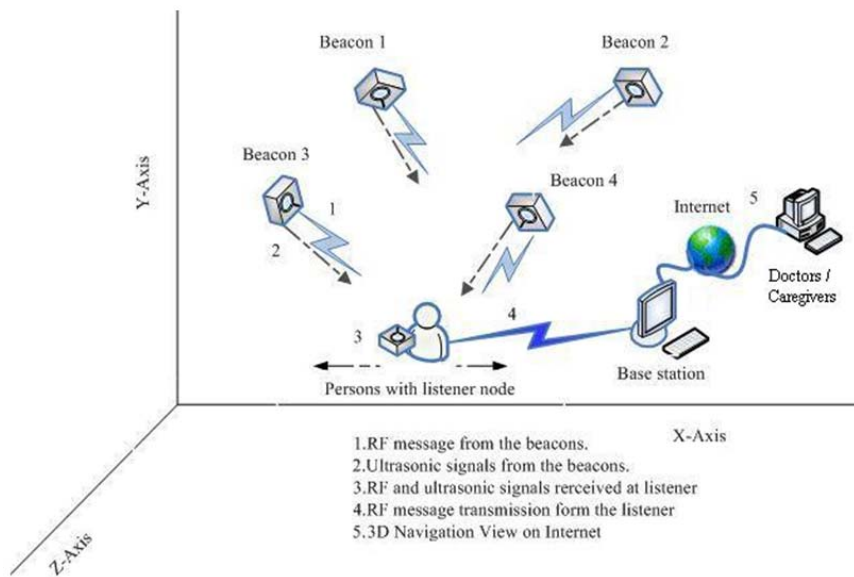 Beacon 1
Beacon 2
Beacon 3
Beacon 4
1
2
Internet
5
Doctors /
Caregivers
3
4
Base station
Persons with listener node
Y-Axis
X-Axis
Z-Axis
1.RF message from the beacons.
2.Ultrasonic signals from the beacons.
3.RF and ultrasonic signals rerceived at listener
4.RF message transmission form the listener
5.3D Navigation View on Internet